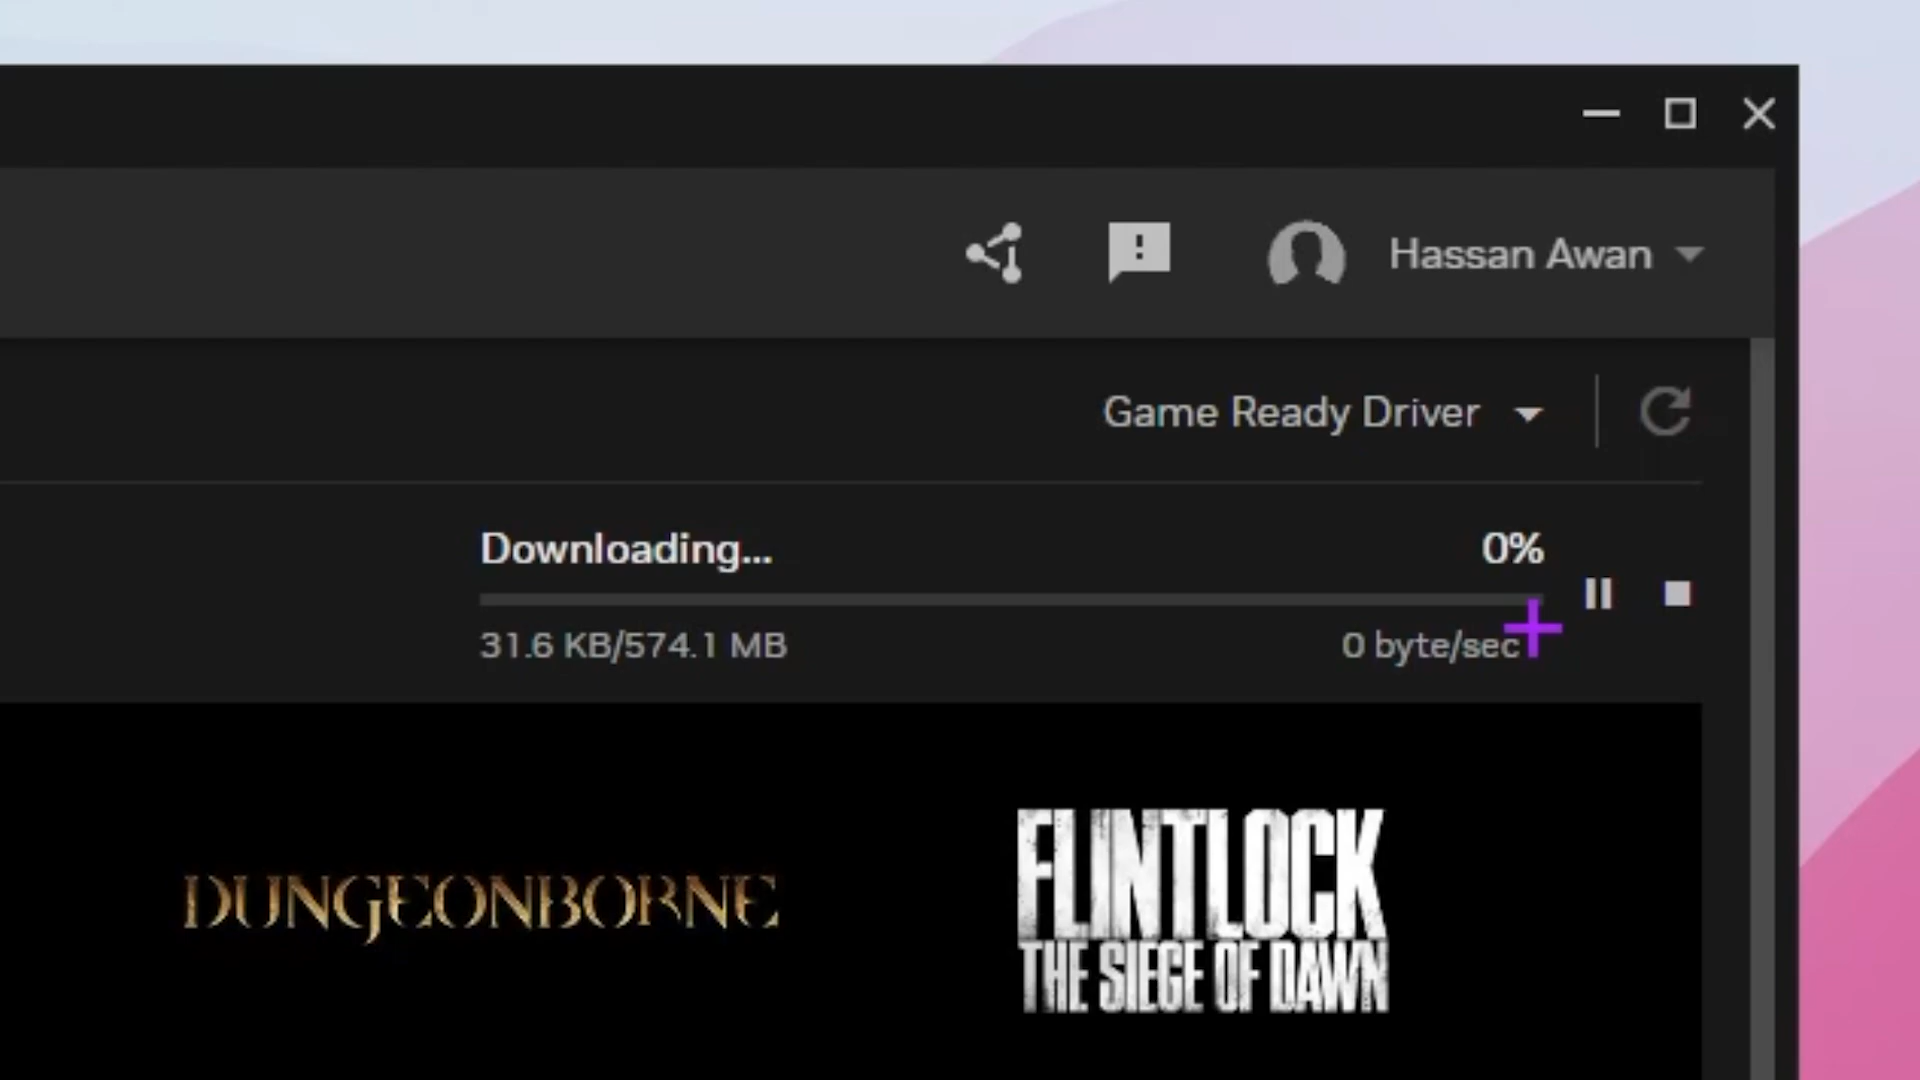 Hassan Awan
Game Ready Driver
Downloading...
0%
31.6 KB/574.1 MB
0 byte/sec
DUNGEONBORNE
FLINTLOCK
THE SIEGE OF DAWN